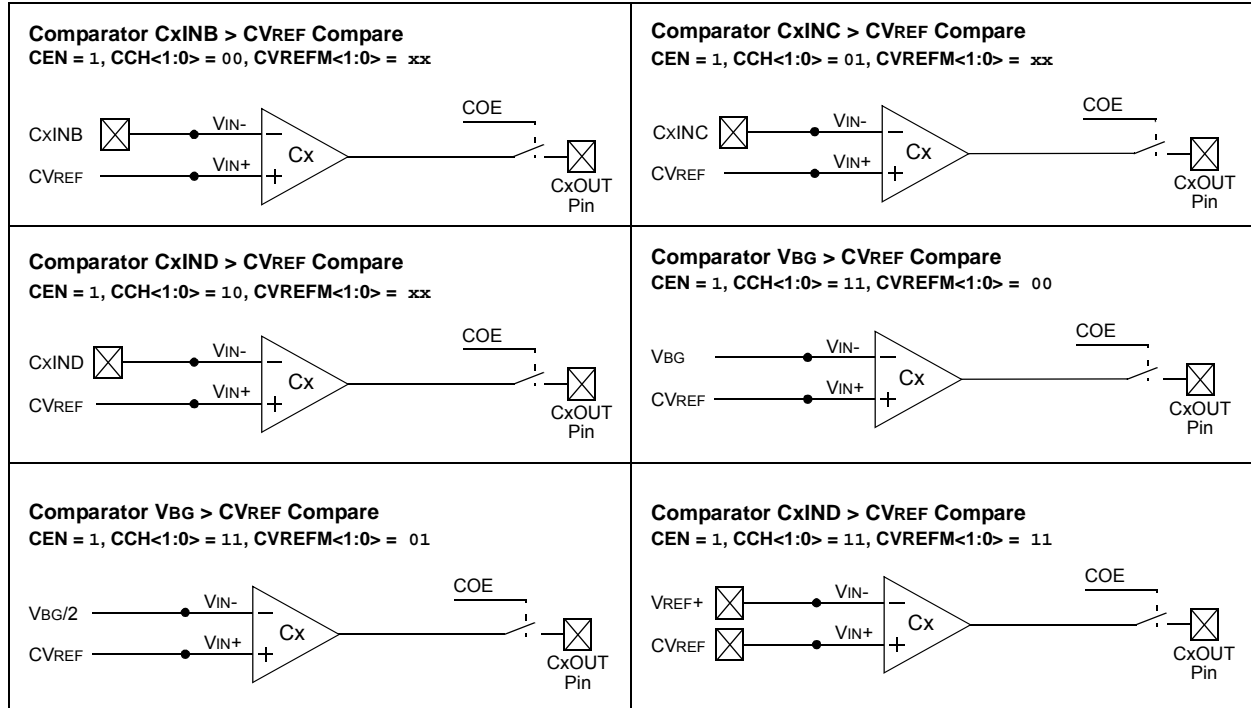 Comparator CxINB > CVREF Compare
CEN = 1, CCH<1:0> = 00, CVREFM<1:0> = xx
COE
CxINB
VIN-
–
Cx
CVREF
VIN+
+
CxOUT
Pin
Comparator CxINC > CVREF Compare
CEN = 1, CCH<1:0> = 01, CVREFM<1:0> = xx
COE
CxINC
VIN-
–
Cx
CVREF
VIN+
+
CxOUT
Pin
Comparator CxIND > CVREF Compare
CEN = 1, CCH<1:0> = 10, CVREFM<1:0> = xx
COE
CxIND
VIN-
–
Cx
CVREF
VIN+
+
CxOUT
Pin
Comparator VBG > CVREF Compare
CEN = 1, CCH<1:0> = 11, CVREFM<1:0> = 00
COE
VBG
VIN-
–
Cx
CVREF
VIN+
+
CxOUT
Pin
Comparator VBG > CVREF Compare
CEN = 1, CCH<1:0> = 11, CVREFM<1:0> = 01
COE
VBG/2
VIN-
–
Cx
CVREF
VIN+
+
CxOUT
Pin
Comparator CxIND > CVREF Compare
CEN = 1, CCH<1:0> = 11, CVREFM<1:0> = 11
COE
VREF+
VIN-
–
Cx
CVREF
VIN+
+
CxOUT
Pin